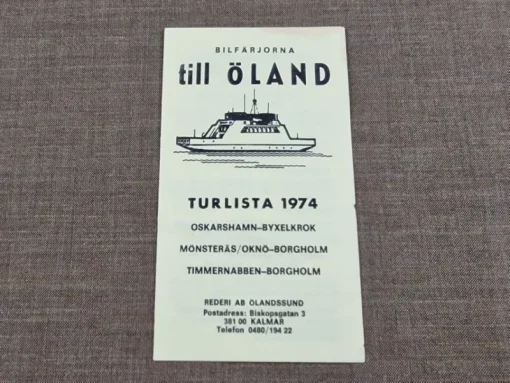 BILFÄRJORNA
till ÖLAND
TURLISTA 1974
OSKARSHAMN–BYXELKROK
MÖNSTERÅS/OKNÖ–BORGHOLM
TIMMERNABBEN–BORGHOLM
REDERI AB ÖLANDSSUND
Postadress: Biskopsgatan 3
381 00 KALMAR
Telefon 0480/194 22